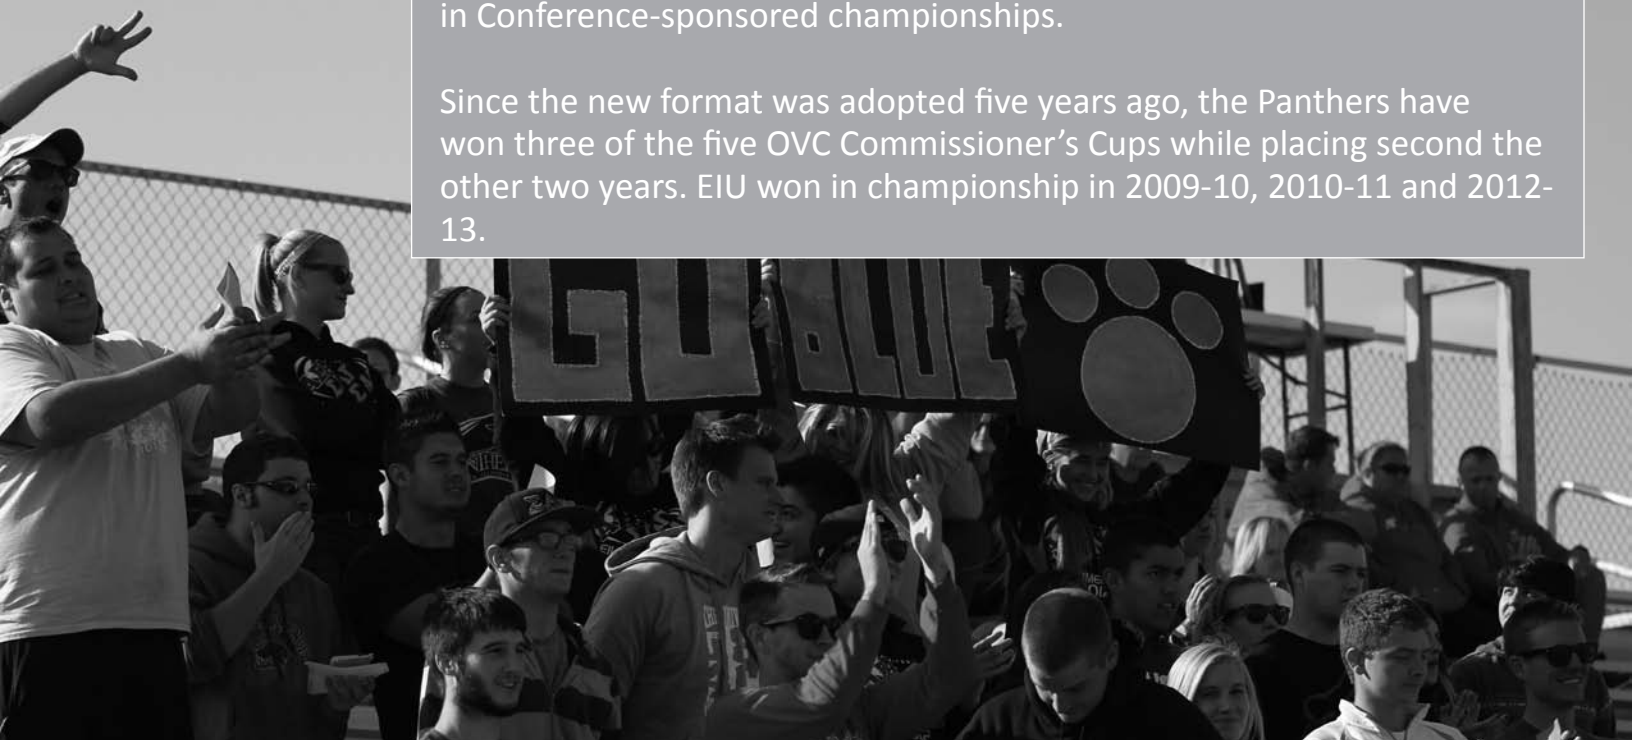 in Conference-sponsored championships.
Since the new format was adopted five years ago, the Panthers have
won three of the five OVC Commissioner’s Cups while placing second the
other two years. EIU won in championship in 2009-10, 2010-11 and 2012-
13.
GO BLUE